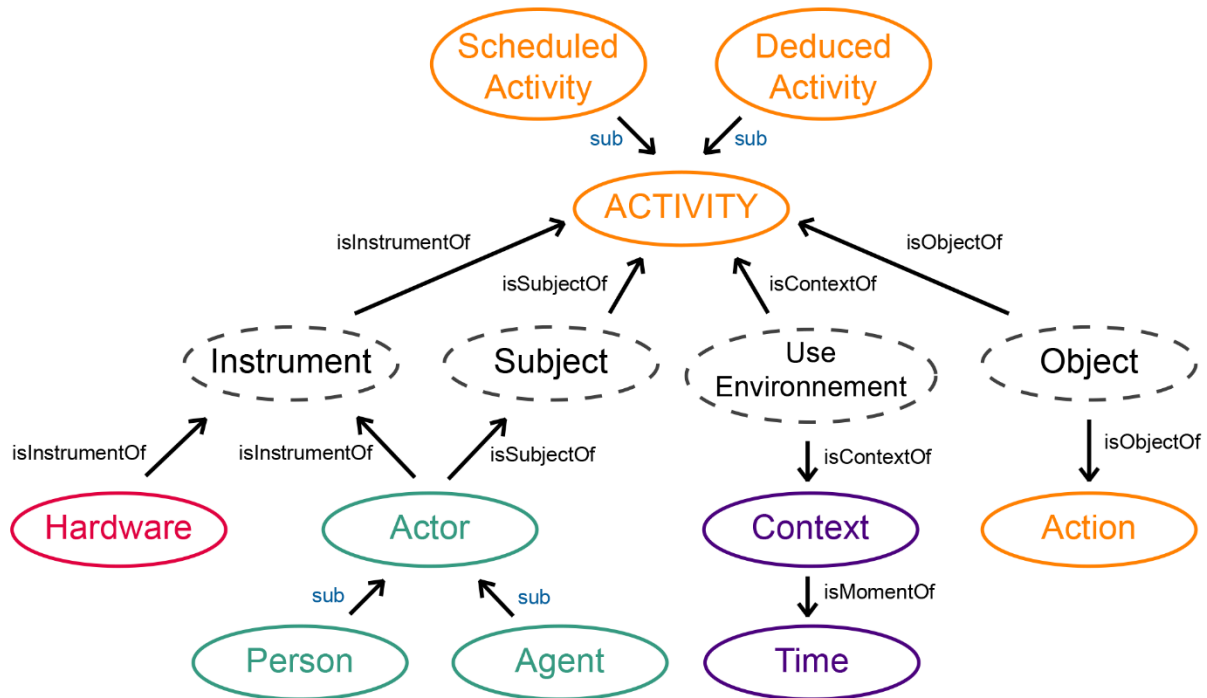 Scheduled
Activity
Deduced
Activity
sub
sub
ACTIVITY
isInstrumentOf
isObjectOf
isSubjectOf
isContextOf
Instrument
Subject
Use
Environnement
Object
isInstrumentOf
isInstrumentOf
isSubjectOf
isContextOf
isObjectOf
Hardware
Actor
Context
Action
sub
sub
isMomentOf
Person
Agent
Time